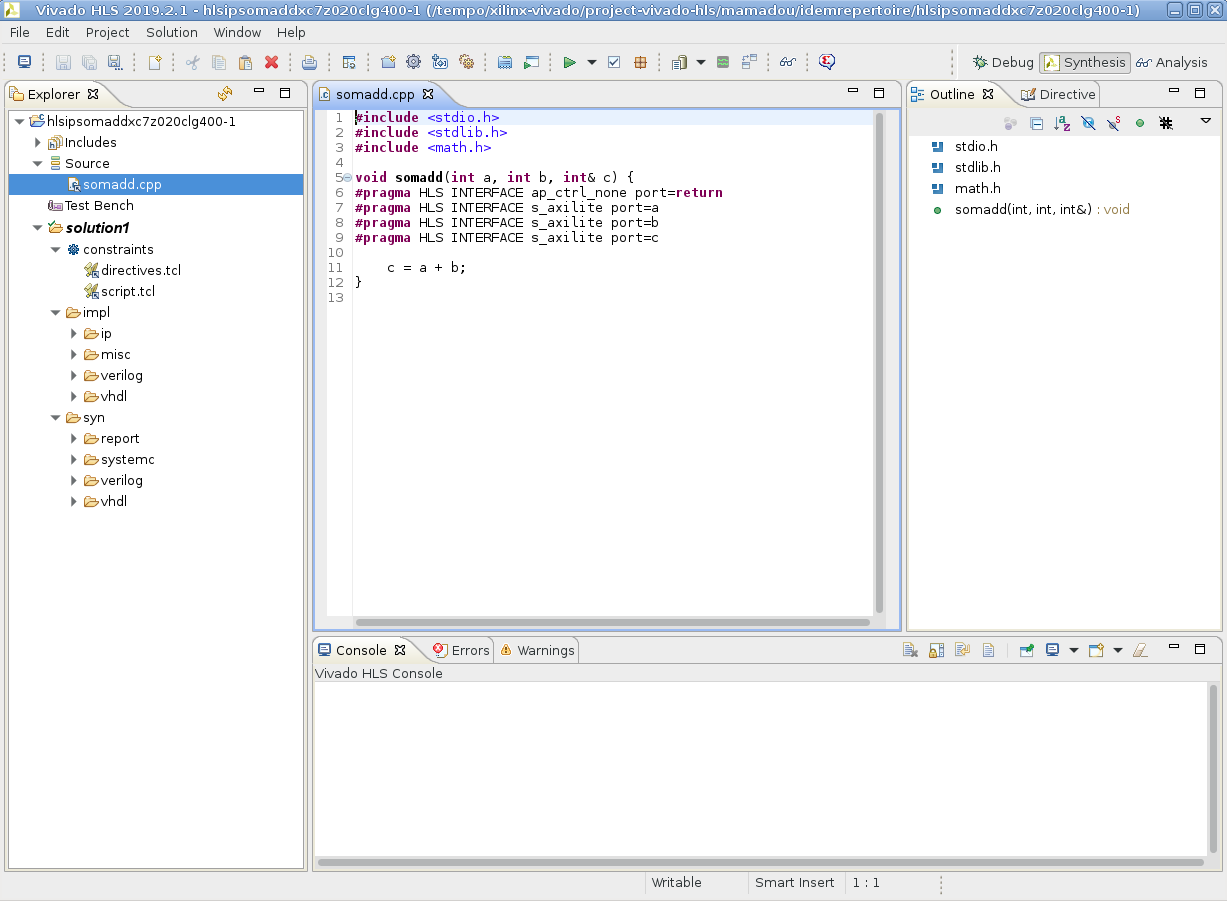 Vivado HLS 2019.2.1 - hlsipsomaddxc7z020clg400-1 (/tempo/xilinx-vivado/project-vivado-hls/mamadou/idemrepertoire/hlsipsomaddxc7z020clg400-1)
File Edit Project Solution Window Help
Debug Synthesis Analysis
Explorer
hlsipsomaddxc7z020clg400-1
Includes
Source
somadd.cpp
Test Bench
solution1
constraints
directives.tcl
script.tcl
impl
ip
misc
verilog
vhdl
syn
report
systemc
verilog
vhdl
somadd.cpp
1 #include <stdio.h>
2 #include <stdlib.h>
3 #include <math.h>
4
5 void somadd(int a, int b, int& c) {
6 #pragma HLS INTERFACE ap_ctrl_none port=return
7 #pragma HLS INTERFACE s_axilite port=a
8 #pragma HLS INTERFACE s_axilite port=b
9 #pragma HLS INTERFACE s_axilite port=c
10
11 c = a + b;
12 }
13
Outline Directive
stdio.h
stdlib.h
math.h
somadd(int, int, int&) : void
Console Errors Warnings
Vivado HLS Console
Writable Smart Insert 1 : 1